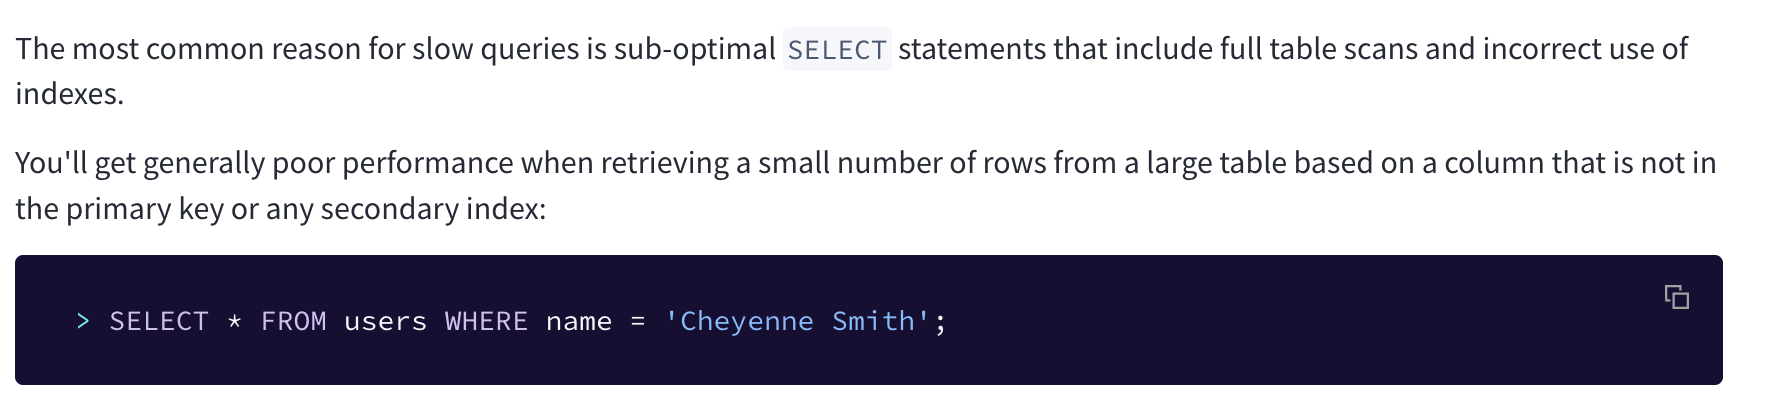 The most common reason for slow queries is sub-optimal SELECT statements that include full table scans and incorrect use of
indexes.
You'll get generally poor performance when retrieving a small number of rows from a large table based on a column that is not in
the primary key or any secondary index:
> SELECT * FROM users WHERE name = 'Cheyenne Smith';